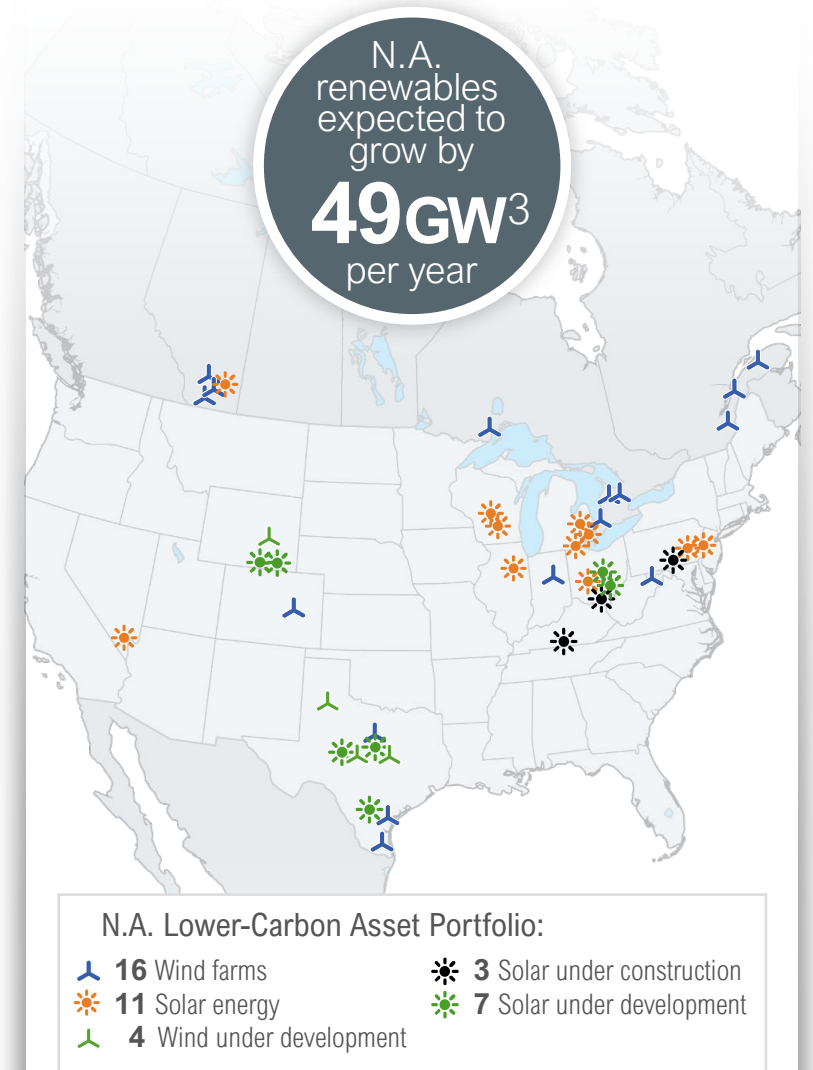 N.A.
renewables
expected to
grow by
49GW3
per year
N.A. Lower-Carbon Asset Portfolio:
16 Wind farms
11 Solar energy
4 Wind under development
3 Solar under construction
7 Solar under development